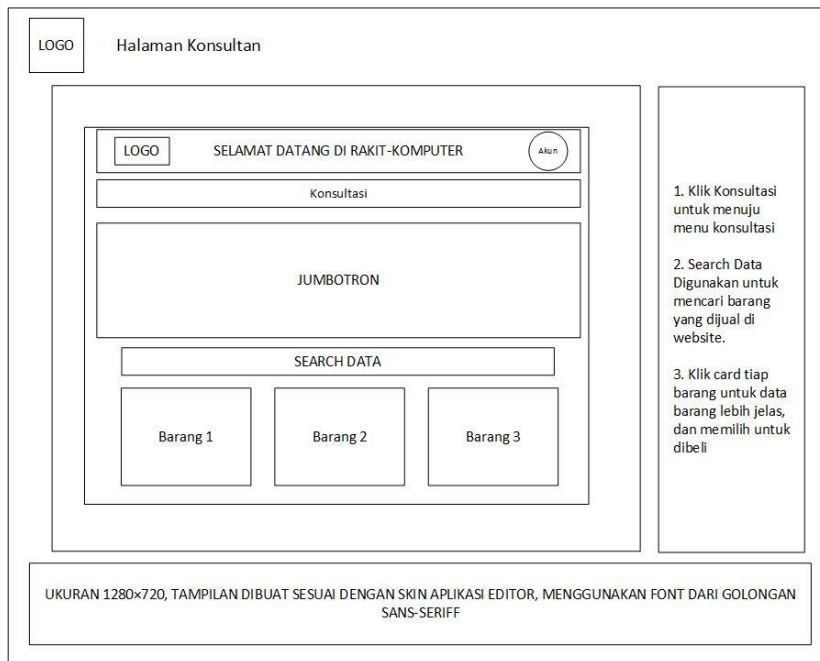 LOGO
Halaman Konsultan
LOGO
SELAMAT DATANG DI RAKIT-KOMPUTER
Akun
Konsultasi
JUMBOTRON
SEARCH DATA
Barang 1
Barang 2
Barang 3
1. Klik Konsultasi
untuk menuju
menu konsultasi
2. Search Data
Digunakan untuk
mencari barang
yang dijual di
website.
3. Klik card tiap
barang untuk data
barang lebih jelas,
dan memilih untuk
dibeli
UKURAN 1280×720, TAMPILAN DIBUAT SESUAI DENGAN SKIN APLIKASI EDITOR, MENGGUNAKAN FONT DARI GOLONGAN
SANS-SERIFF